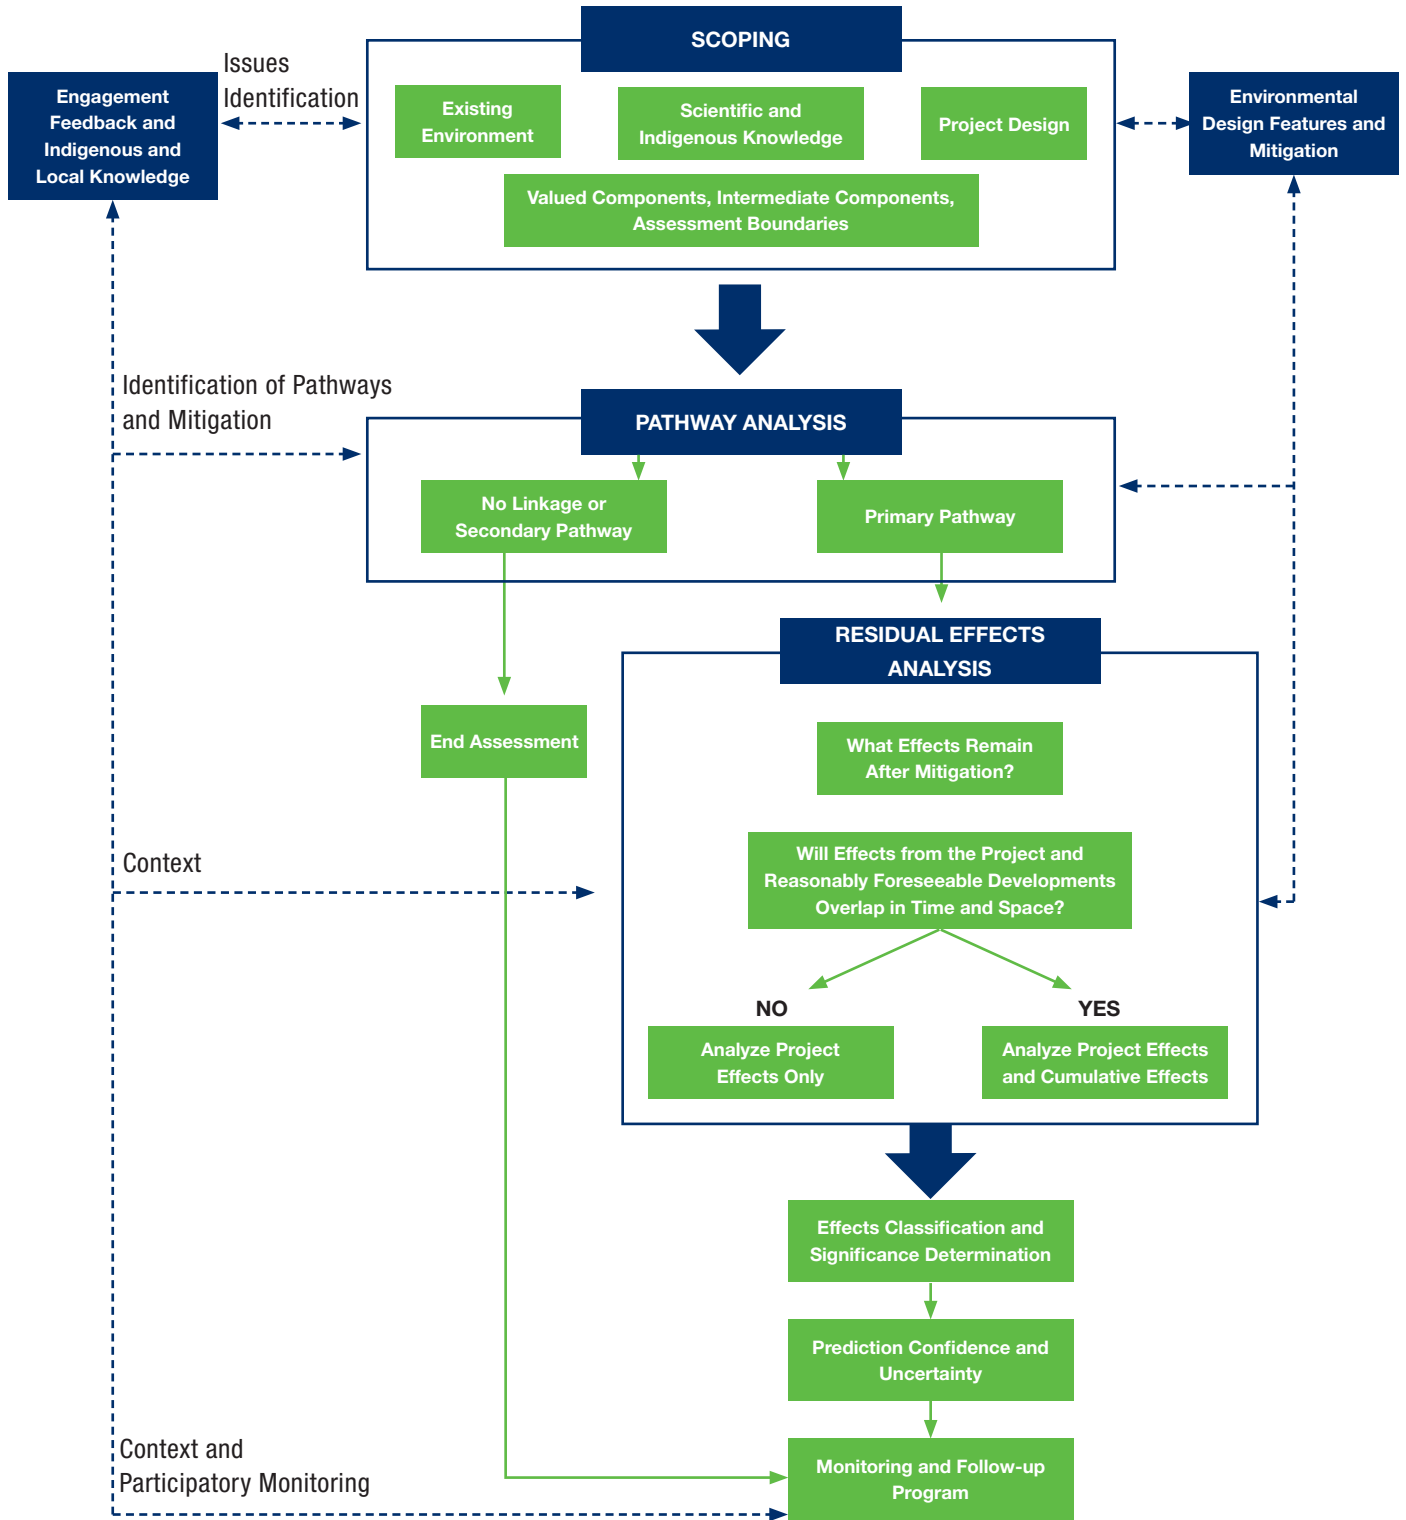 SCOPING
Issues
Identification
Engagement
Feedback and
Indigenous and
Local Knowledge
Existing
Environment
Scientific and
Indigenous Knowledge
Project Design
Environmental
Design Features and
Mitigation
Valued Components, Intermediate Components,
Assessment Boundaries
Identification of Pathways
and Mitigation
PATHWAY ANALYSIS
No Linkage or
Secondary Pathway
Primary Pathway
RESIDUAL EFFECTS
ANALYSIS
End Assessment
What Effects Remain
After Mitigation?
Context
Will Effects from the Project and
Reasonably Foreseeable Developments
Overlap in Time and Space?
NO
YES
Analyze Project
Effects Only
Analyze Project Effects
and Cumulative Effects
Effects Classification and
Significance Determination
Prediction Confidence and
Uncertainty
Context and
Participatory Monitoring
Monitoring and Follow-up
Program